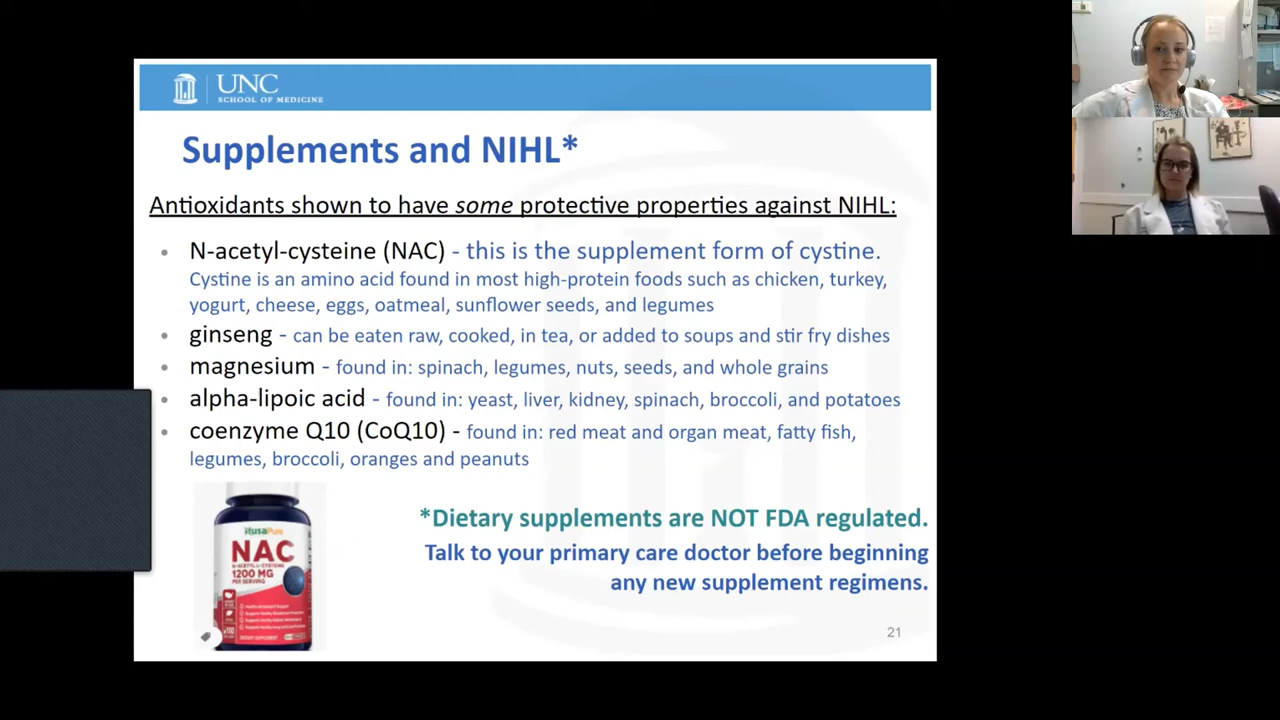 UNC
SCHOOL OF MEDICINE
Supplements and NIHL*
Antioxidants shown to have some protective properties against NIHL:
• N-acetyl-cysteine (NAC) - this is the supplement form of cystine.
Cystine is an amino acid found in most high-protein foods such as chicken, turkey,
yogurt, cheese, eggs, oatmeal, sunflower seeds, and legumes
• ginseng - can be eaten raw, cooked, in tea, or added to soups and stir fry dishes
• magnesium - found in: spinach, legumes, nuts, seeds, and whole grains
• alpha-lipoic acid - found in: yeast, liver, kidney, spinach, broccoli, and potatoes
• coenzyme Q10 (CoQ10) - found in: red meat and organ meat, fatty fish,
legumes, broccoli, oranges and peanuts
NusaPure
NAC
N-ACETYL-L-CYSTEINE
1200 MG
PER SERVING
*Dietary supplements are NOT FDA regulated.
Talk to your primary care doctor before beginning
any new supplement regimens.
21